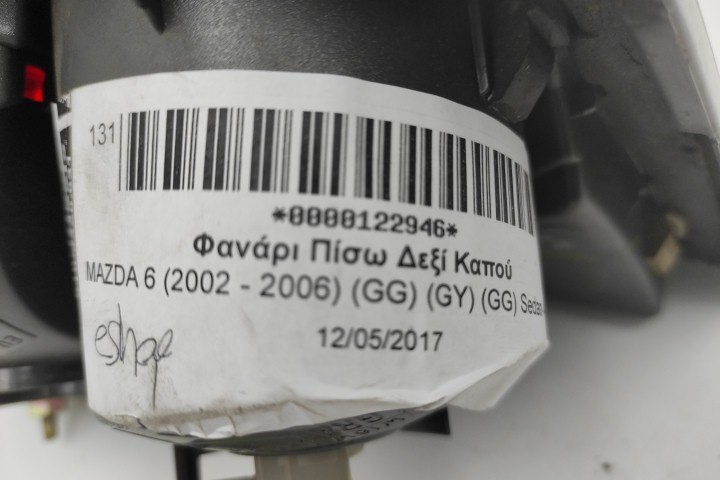 131
*0000122946*
Φανάρι Πίσω Δεξί Καπού
MAZDA 6 (2002 - 2006) (GG) (GY) (GG) Sedan
12/05/2017